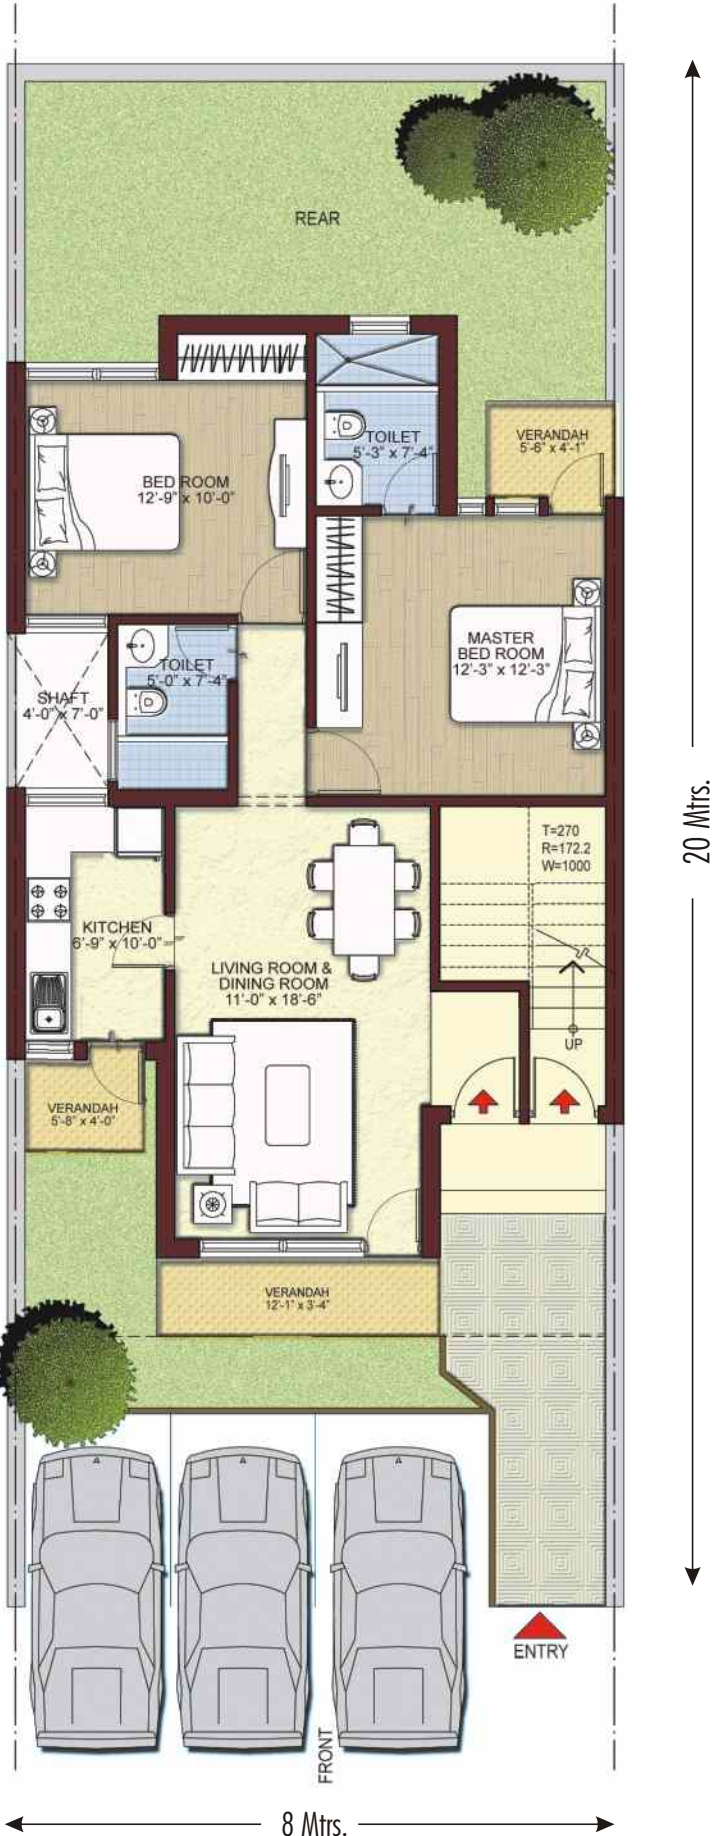 REAR
TOILET
5'-3" x 7'-4"
VERANDAH
5'-6" x 4'-1"
BED ROOM
12'-9" x 10'-0"
MASTER
BED ROOM
12'-3" x 12'-3"
TOILET
5'-0" x 7'-4"
SHAFT
4'-0" x 7'-0"
20 Mtrs.
T=270
R=172.2
W=1000
KITCHEN
6'-9" x 10'-0"
LIVING ROOM &
DINING ROOM
11'-0" x 18'-6"
UP
VERANDAH
5'-8" x 4'-0"
VERANDAH
12'-1" x 3'-4"
ENTRY
FRONT
8 Mtrs.